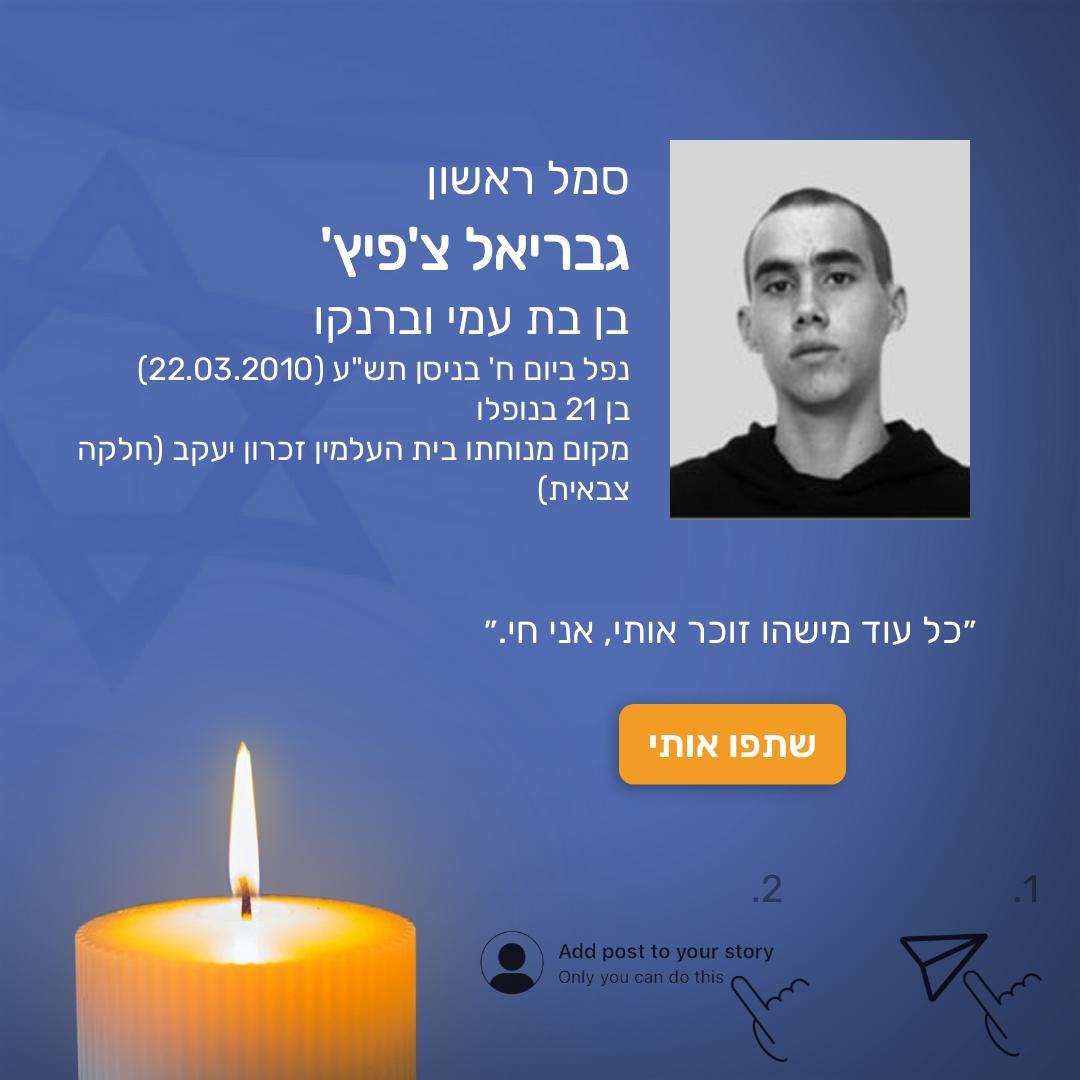 סמל ראשון
גבריאל צ'פיץ'
בן בת עמי וברנקו
נפל ביום ח' בניסן תש"ע (22.03.2010)
בן 21 בנופלו
מקום מנוחתו בית העלמין זכרון יעקב (חלקה
צבאית)
״כל עוד מישהו זוכר אותי, אני חי.״
שתפו אותי
1.
2.
Add post to your story
Only you can do this